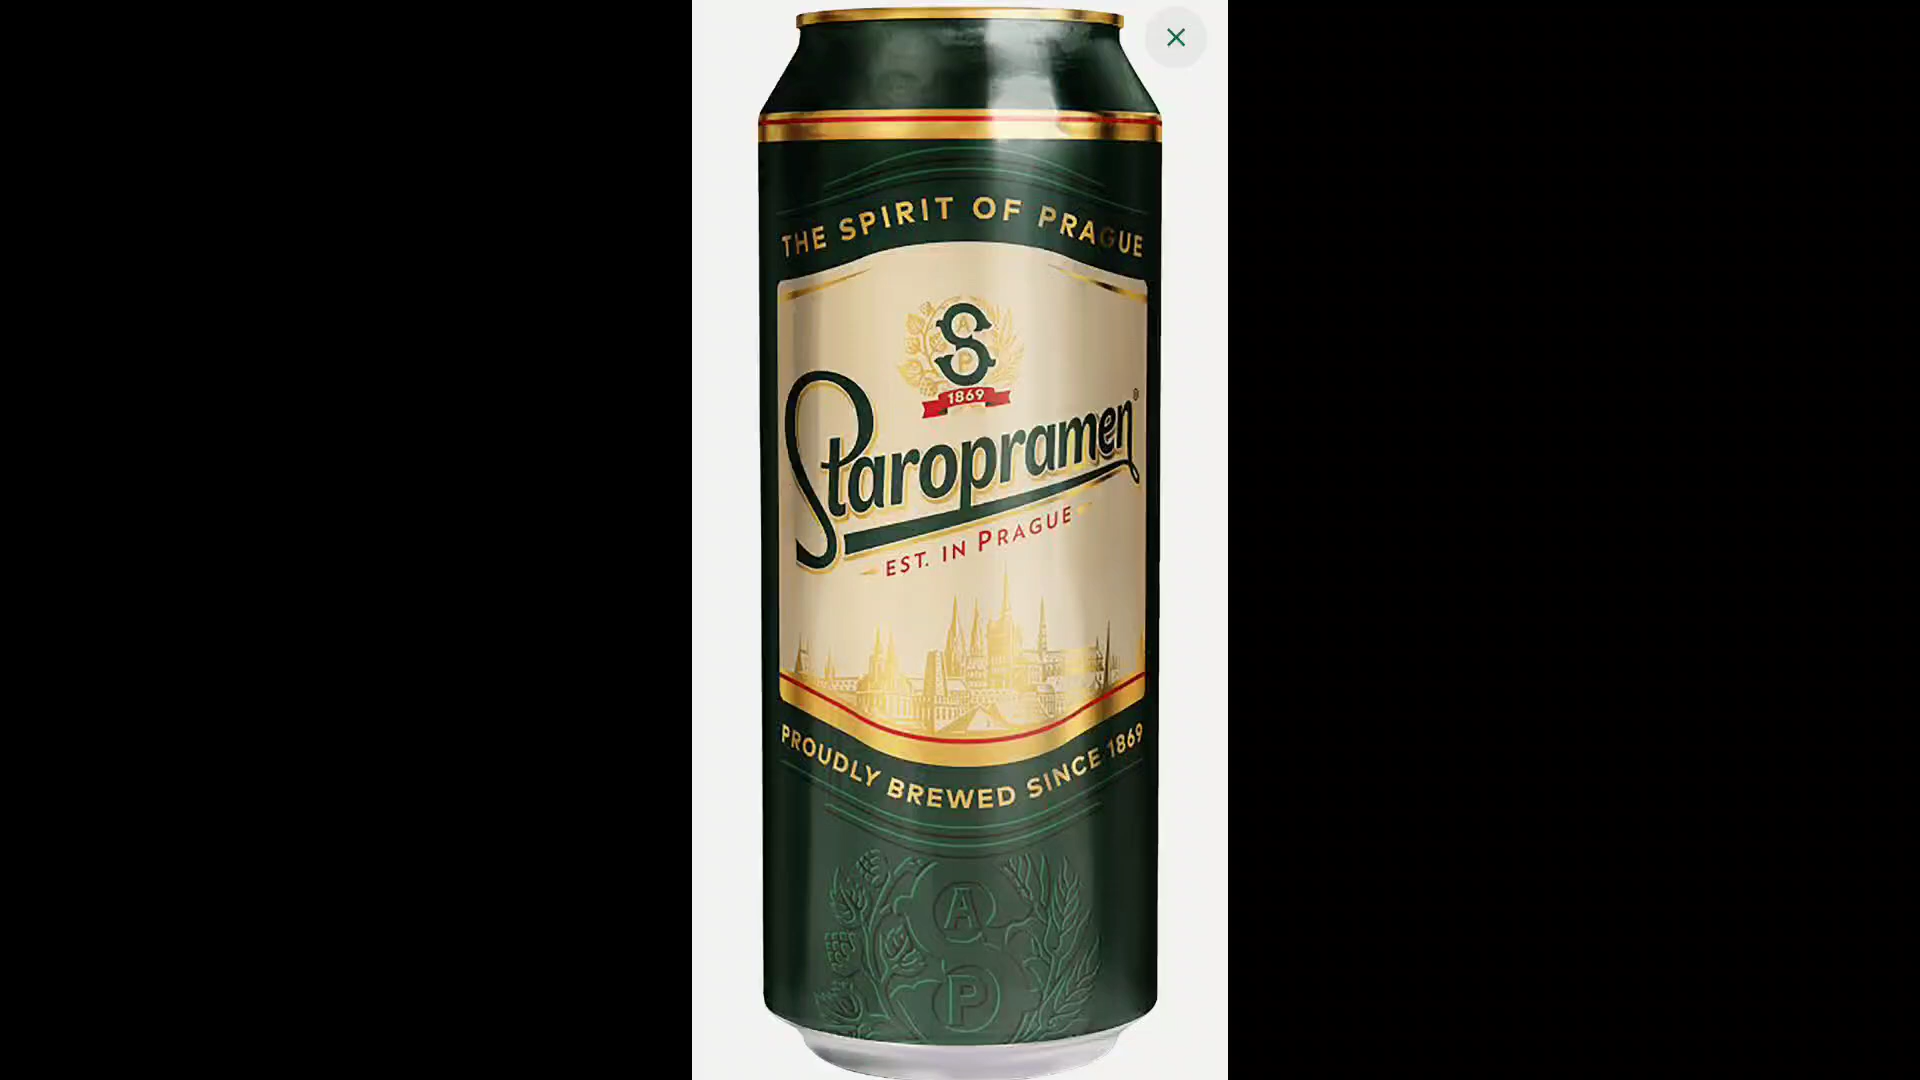 THE SPIRIT OF PRAGUE
S
A
P
1869
Staropramen®
EST. IN PRAGUE
PROUDLY BREWED SINCE 1869
A
P